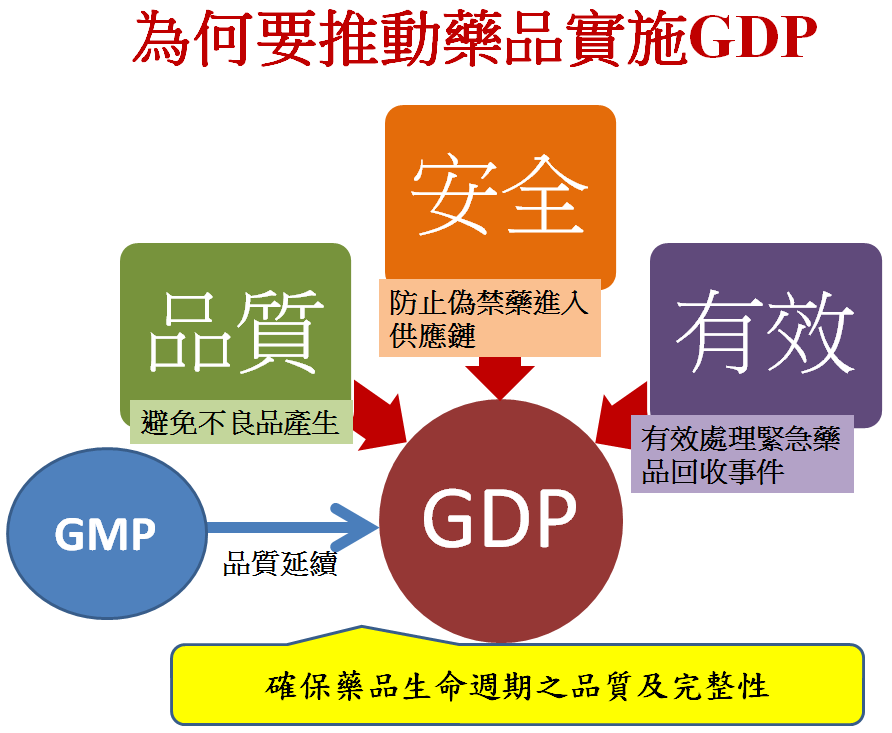 為何要推動藥品實施GDP
安全
防止偽禁藥進入
供應鏈
品質
避免不良品產生
有效
有效處理緊急藥
品回收事件
GMP
品質延續
GDP
確保藥品生命週期之品質及完整性